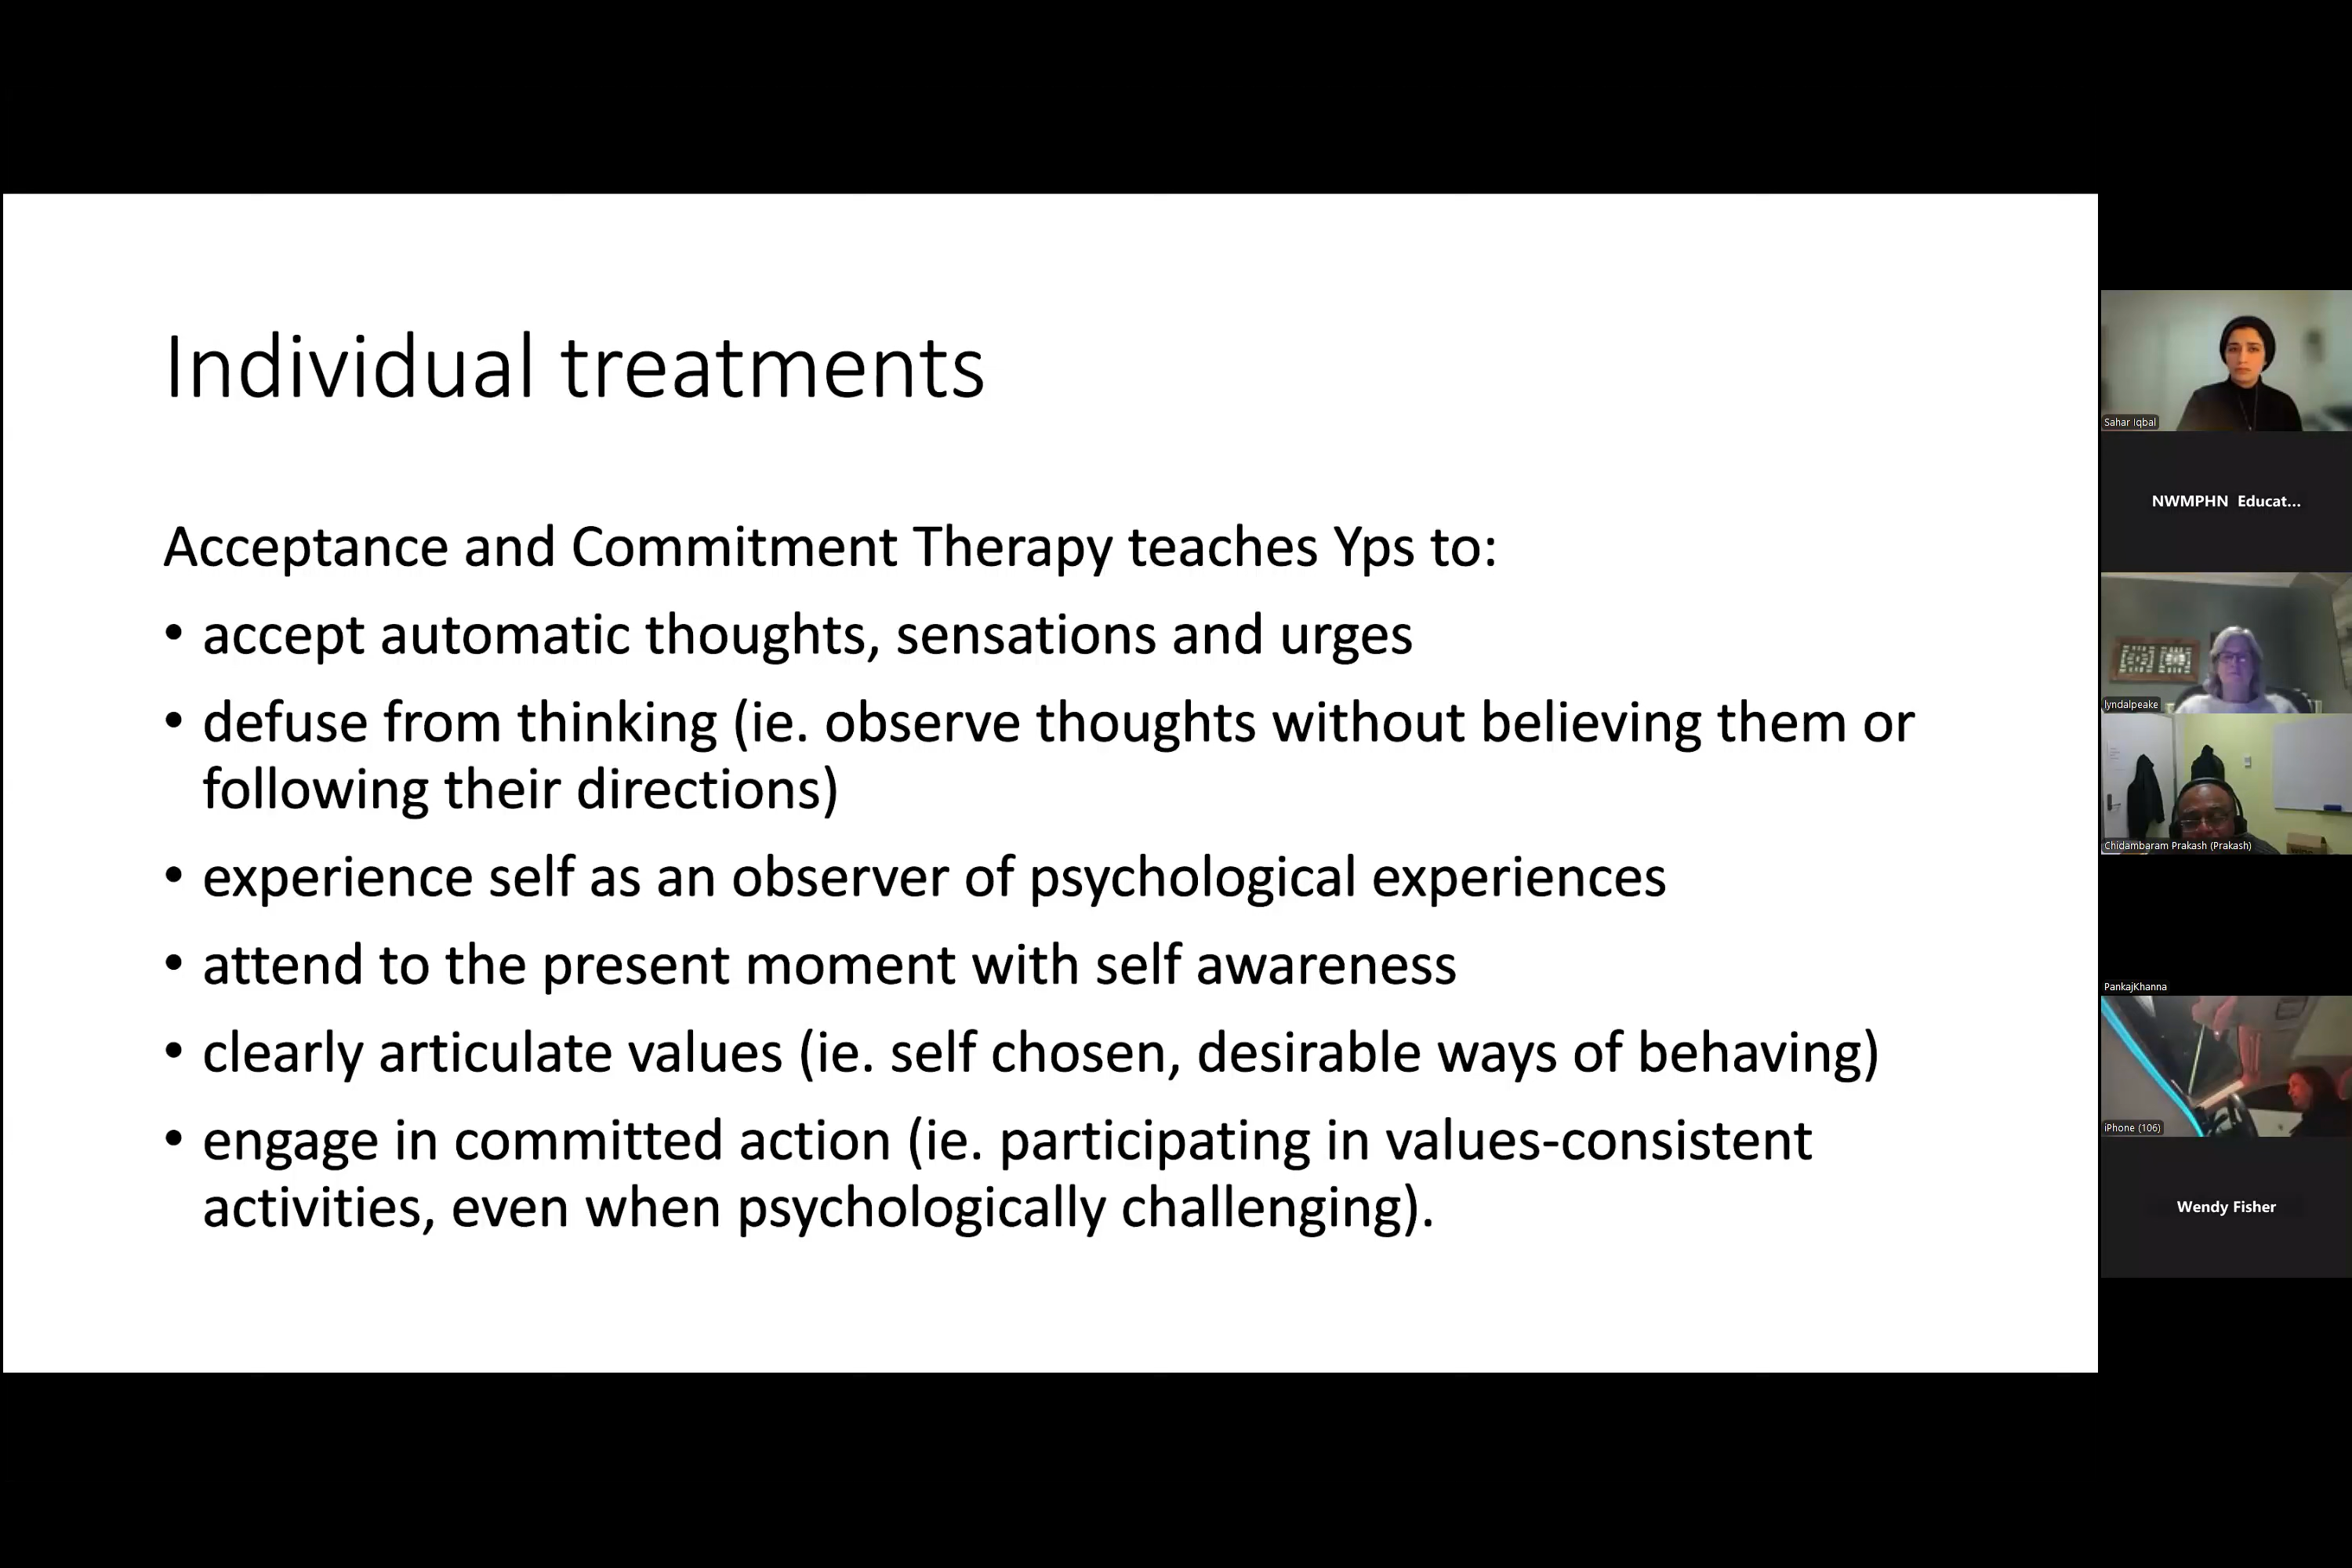 Individual treatments
Acceptance and Commitment Therapy teaches Yps to:
• accept automatic thoughts, sensations and urges
• defuse from thinking (ie. observe thoughts without believing them or
following their directions)
• experience self as an observer of psychological experiences
• attend to the present moment with self awareness
• clearly articulate values (ie. self chosen, desirable ways of behaving)
• engage in committed action (ie. participating in values-consistent
activities, even when psychologically challenging).
Sahar Iqbal
NWMPHN Educat...
lyndalpeake
Chidambaram Prakash (Prakash)
PankajKhanna
iPhone (106)
Wendy Fisher